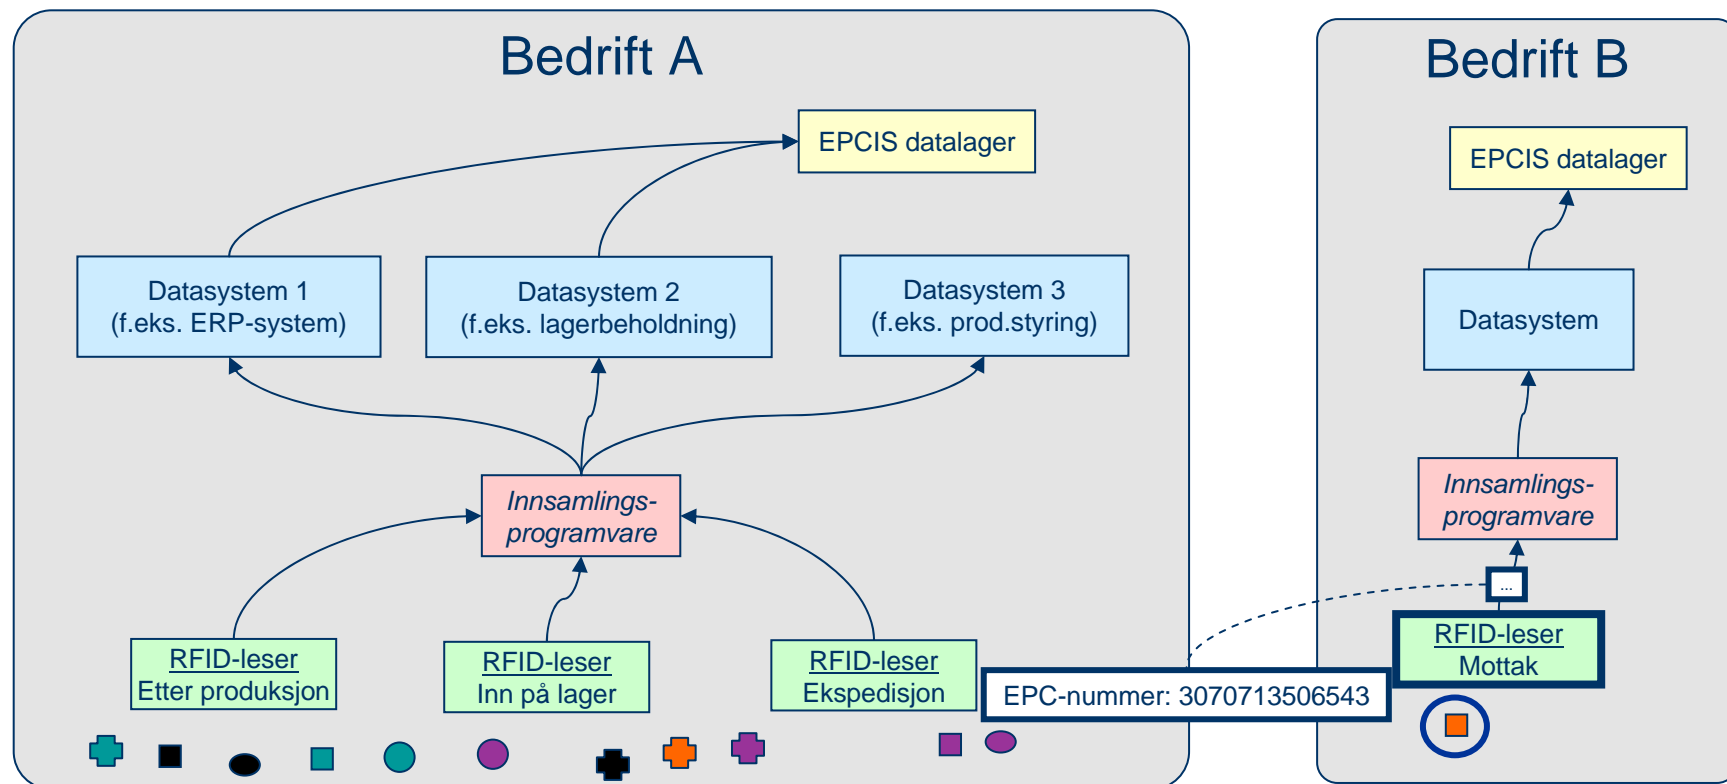 Bedrift A
EPCIS datalager
Datasystem 1
(f.eks. ERP-system)
Datasystem 2
(f.eks. lagerbeholdning)
Datasystem 3
(f.eks. prod.styring)
Innsamlings-
programvare
RFID-leser
Etter produksjon
RFID-leser
Inn på lager
RFID-leser
Ekspedisjon
EPC-nummer: 3070713506543
Bedrift B
EPCIS datalager
Datasystem
Innsamlings-
programvare
...
RFID-leser
Mottak